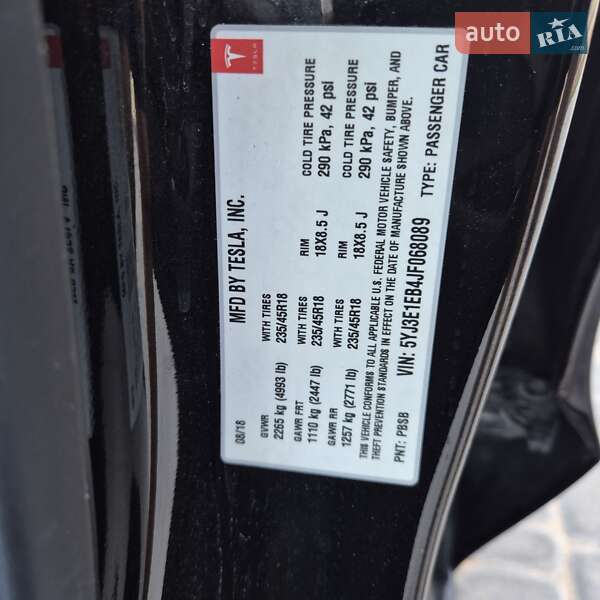 auto RIA.com
TESLA
MFD BY TESLA, INC.
08/18
GVWR WITH TIRES RIM COLD TIRE PRESSURE
2265 kg (4993 lb) 235/45R18 18X8.5 J 290 kPa, 42 psi
GAWR FRT WITH TIRES RIM COLD TIRE PRESSURE
1110 kg (2447 lb) 235/45R18 18X8.5 J 290 kPa, 42 psi
GAWR RR WITH TIRES
1257 kg (2771 lb) 235/45R18
THIS VEHICLE CONFORMS TO ALL APPLICABLE U.S. FEDERAL MOTOR VEHICLE SAFETY, BUMPER, AND
THEFT PREVENTION STANDARDS IN EFFECT ON THE DATE OF MANUFACTURE SHOWN ABOVE.
VIN: 5YJ3E1EB4JF068089 TYPE: PASSENGER CAR
PNT: PBSB